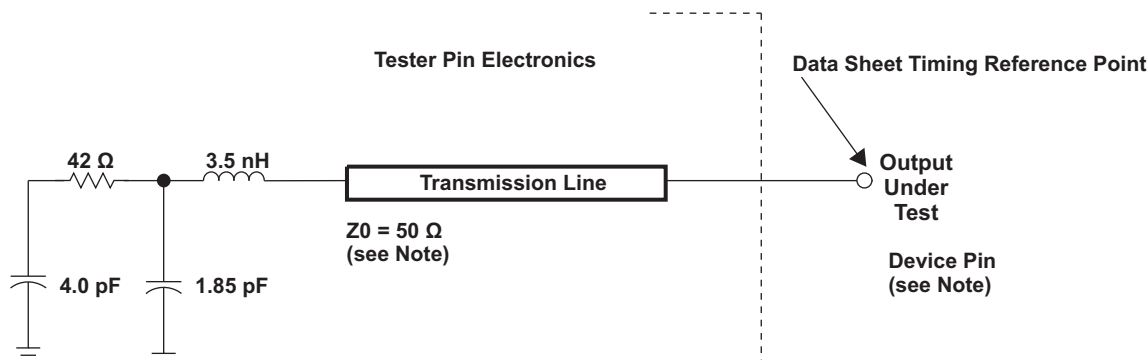 Tester Pin Electronics
Data Sheet Timing Reference Point
42 Ω
3.5 nH
Transmission Line
Output
Under
Test
Z0 = 50 Ω
(see Note)
Device Pin
(see Note)
4.0 pF
1.85 pF